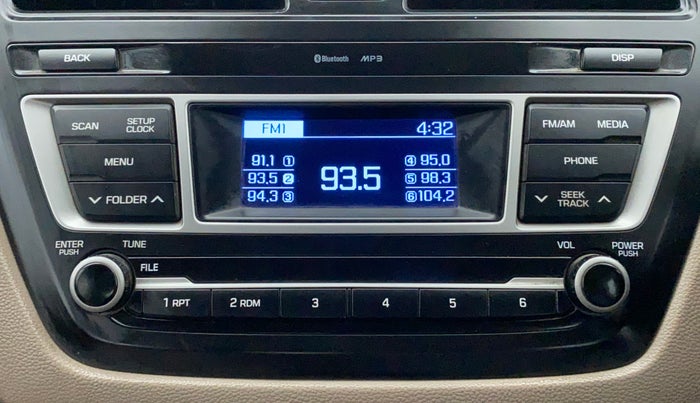 BACK
Bluetooth MP3
DISP
SCAN
SETUP CLOCK
MENU
FOLDER
FM1 4:32
91.1 1
93.5 2
94.3 3
93.5
4 95.0
5 98.3
6 104.2
FM/AM MEDIA
PHONE
SEEK TRACK
ENTER PUSH
TUNE
FILE
VOL
POWER PUSH
1 RPT 2 RDM 3 4 5 6